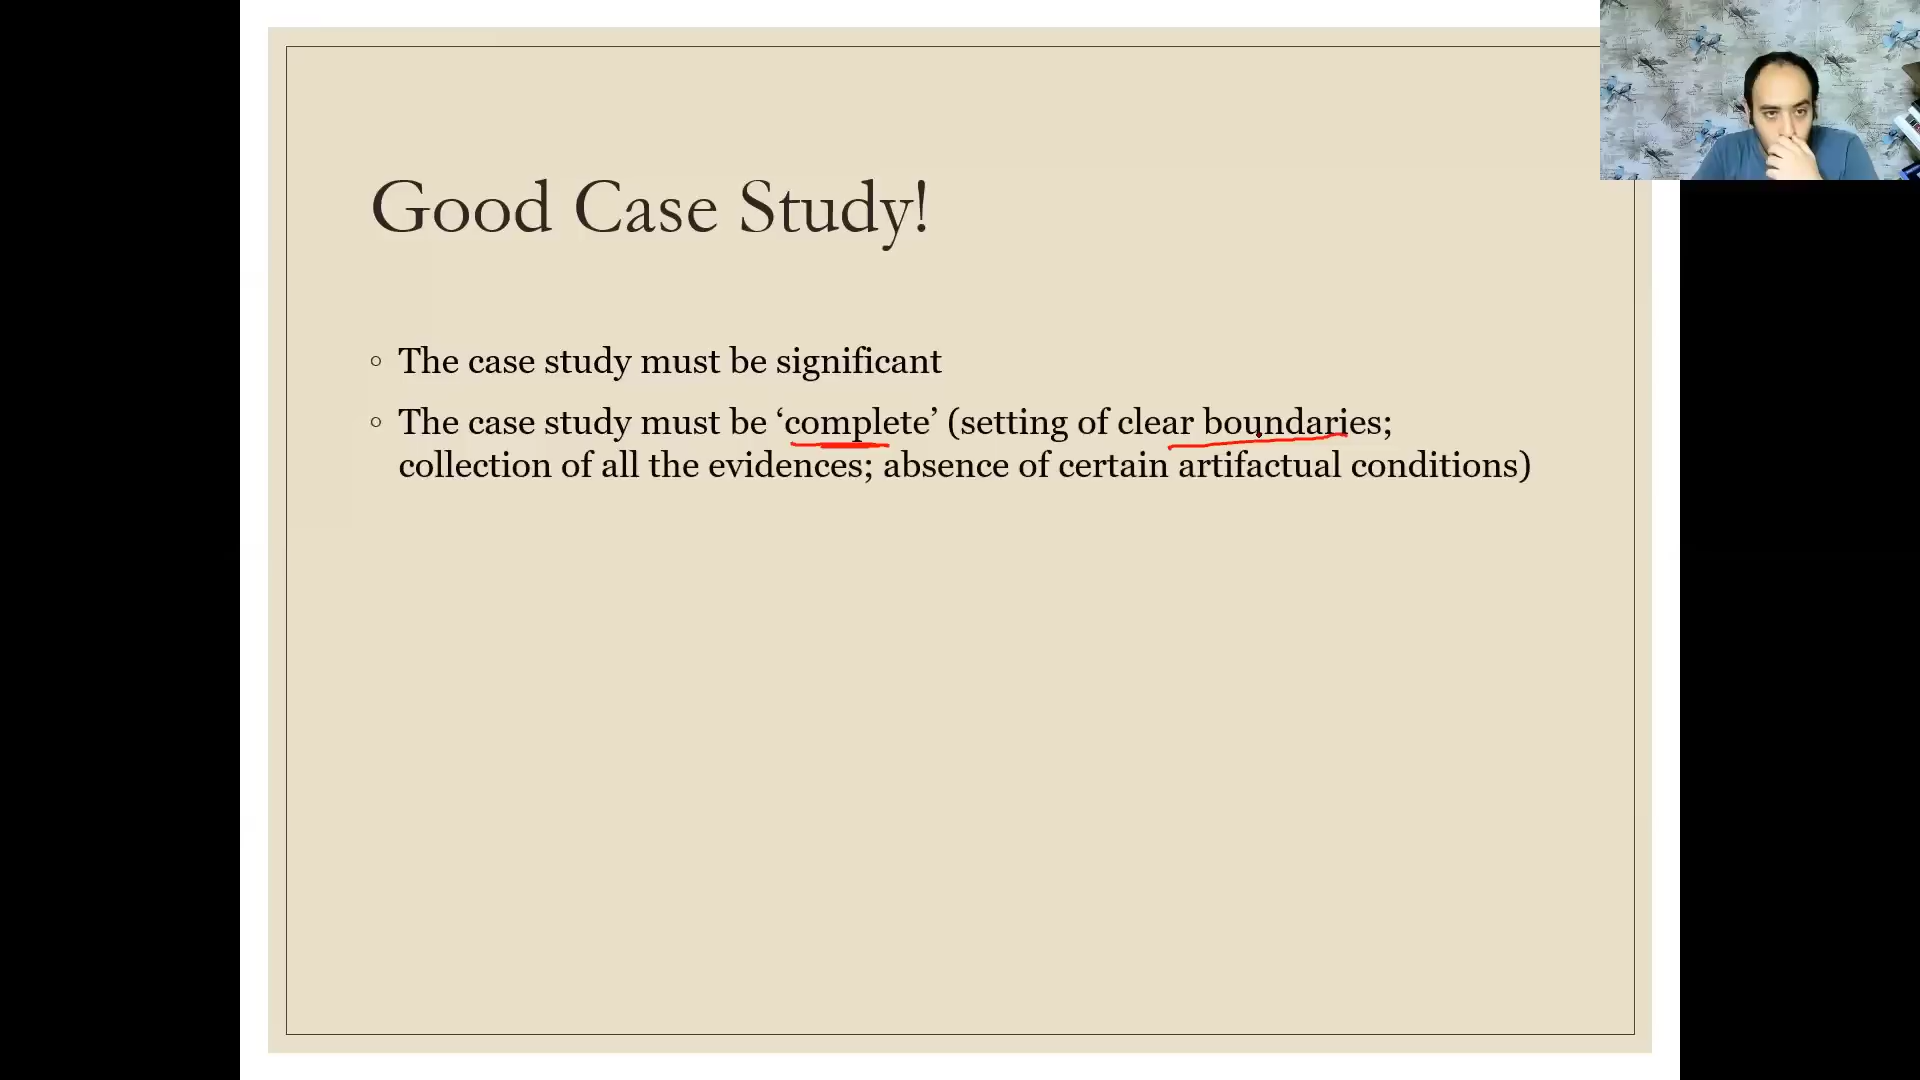 Good Case Study!
The case study must be significant
The case study must be ‘complete’ (setting of clear boundaries;
collection of all the evidences; absence of certain artifactual conditions)